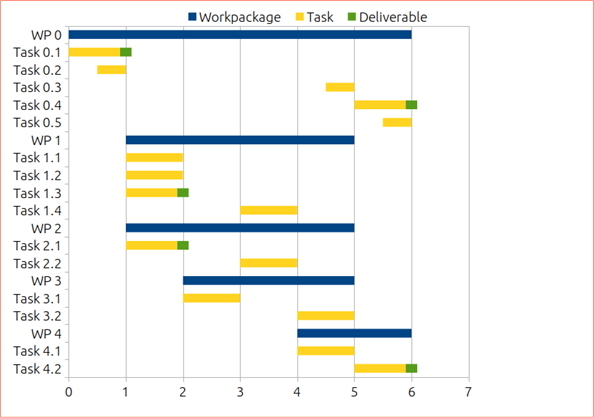 Workpackage Task Deliverable
WP 0
Task 0.1
Task 0.2
Task 0.3
Task 0.4
Task 0.5
WP 1
Task 1.1
Task 1.2
Task 1.3
Task 1.4
WP 2
Task 2.1
Task 2.2
WP 3
Task 3.1
Task 3.2
WP 4
Task 4.1
Task 4.2
0 1 2 3 4 5 6 7